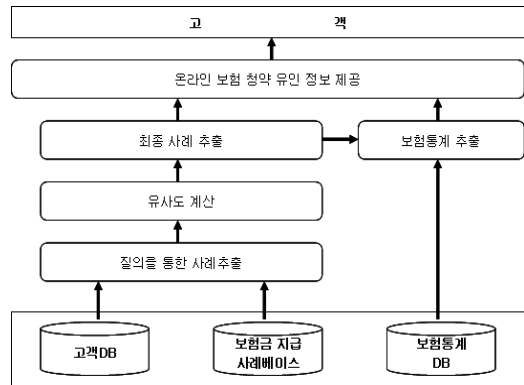 고 객
온라인 보험 청약 유인 정보 제공
최종 사례 추출
보험통계 추출
유사도 계산
질의를 통한 사례추출
고객DB
보험금 지급
사례베이스
보험통계
DB